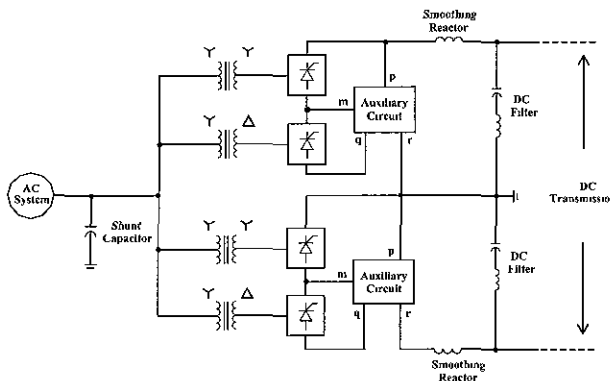 Smoothing
Reactor
Y Y
p
m
Auxiliary
Circuit
DC
Filter
Y Δ
q r
AC
System
DC
Transmissio
Shunt
Capacitor
Y Y
p
m
Auxiliary
Circuit
DC
Filter
Y Δ
q r
Smoothing
Reactor